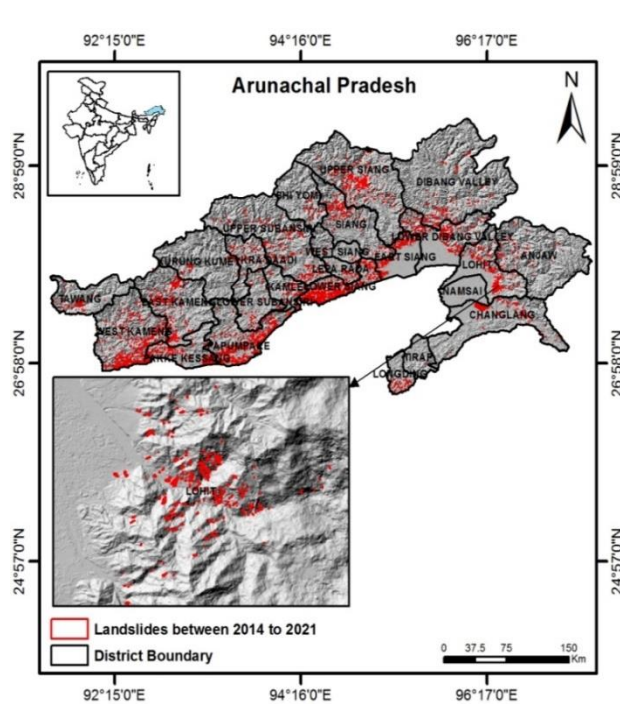 92°15'0"E 94°16'0"E 96°17'0"E
Arunachal Pradesh
N
28°59'0"N 28°59'0"N
UPPER SIANG
DIBANG VALLEY
SHI YOMI
UPPER SUBANSIRI
SIANG
LOWER DIBANG VALLEY
WEST SIANG
EAST SIANG
ANJAW
KURUNG KUMEY
KRA DAADI
LEPA RADA
LOHIT
KAMLE
LOWER SIANG
NAMSAI
TAWANG
EAST KAMENG
LOWER SUBANSIRI
CHANGLANG
WEST KAMENG
PAPUMPARE
PAKKE KESSANG
TIRAP
LONGDING
26°58'0"N 26°58'0"N
LOHIT
24°57'0"N 24°57'0"N
Landslides between 2014 to 2021
District Boundary
0 37.5 75 150
Km
92°15'0"E 94°16'0"E 96°17'0"E